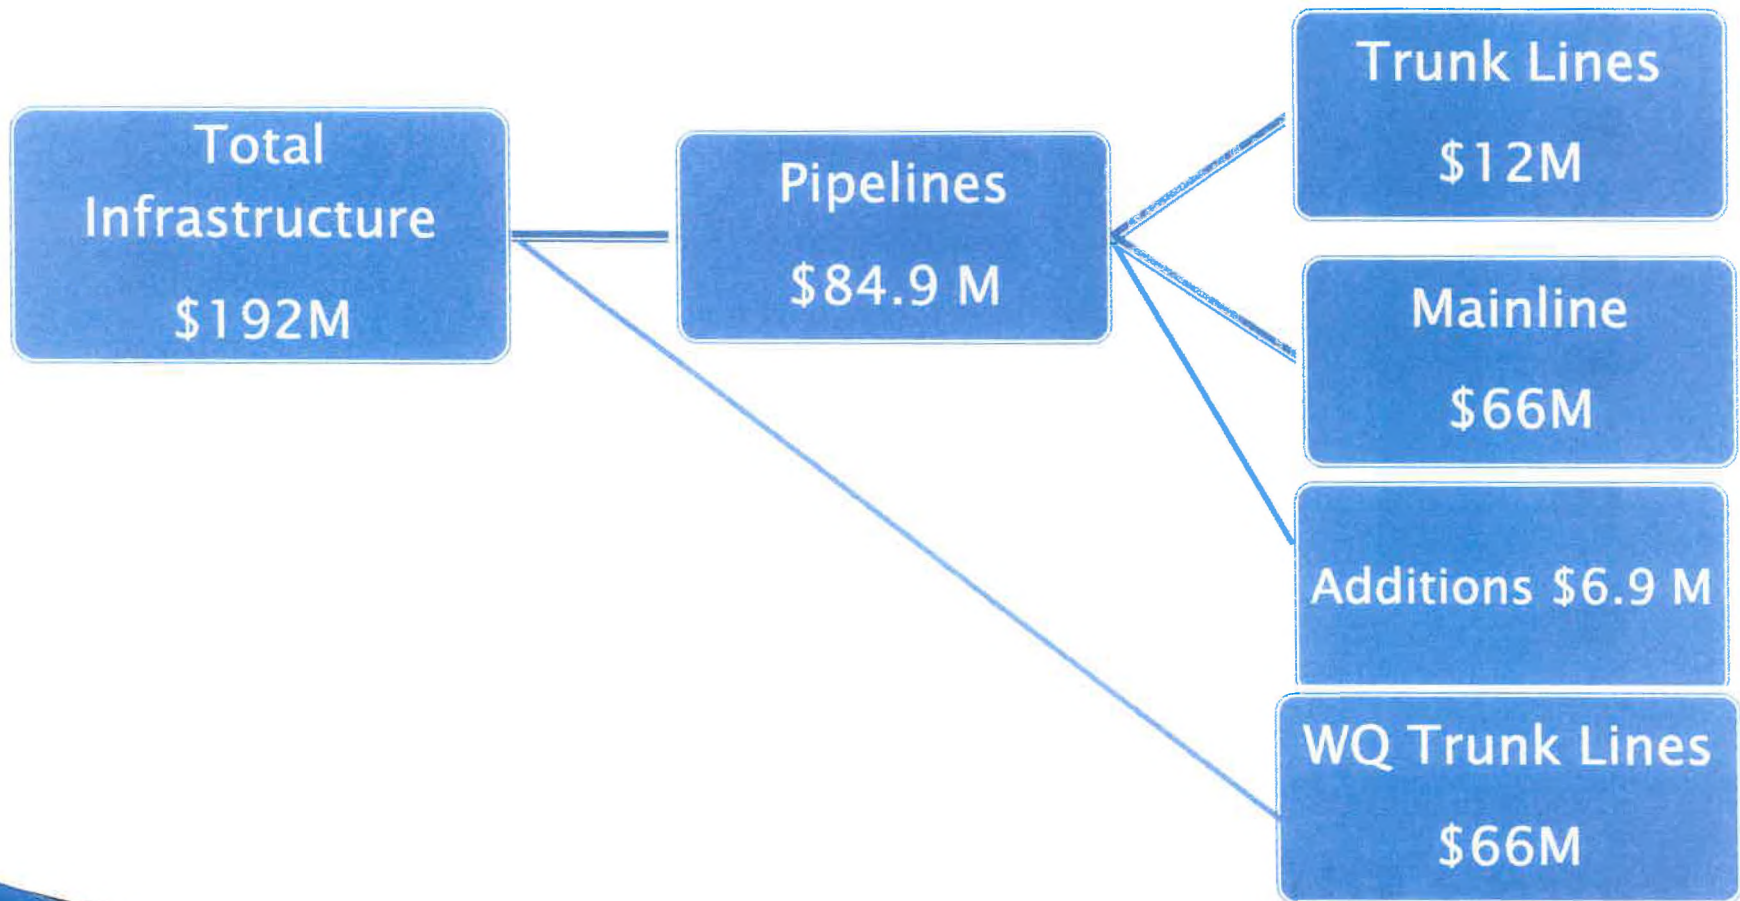 Total
Infrastructure
$192M
Pipelines
$84.9 M
Trunk Lines
$12M
Mainline
$66M
Additions $6.9 M
WQ Trunk Lines
$66M